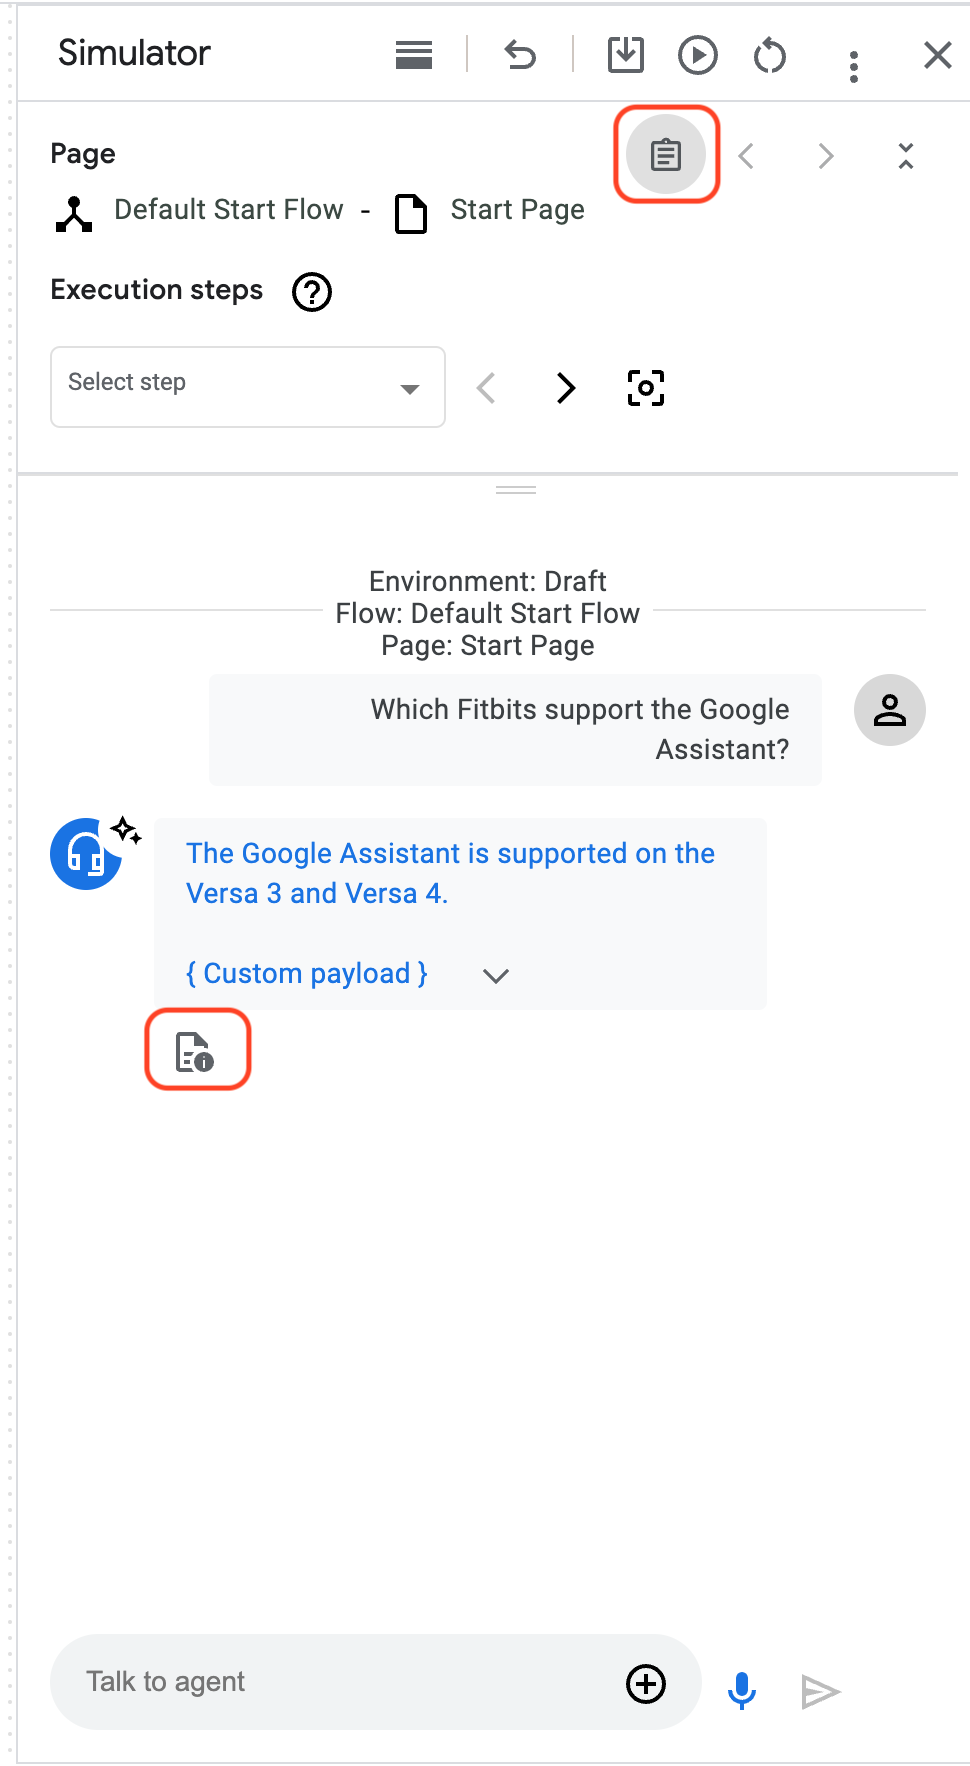 Simulator
Page
Default Start Flow - Start Page
Execution steps
Select step
Environment: Draft
Flow: Default Start Flow
Page: Start Page
Which Fitbits support the Google
Assistant?
The Google Assistant is supported on the
Versa 3 and Versa 4.
{ Custom payload }
Talk to agent